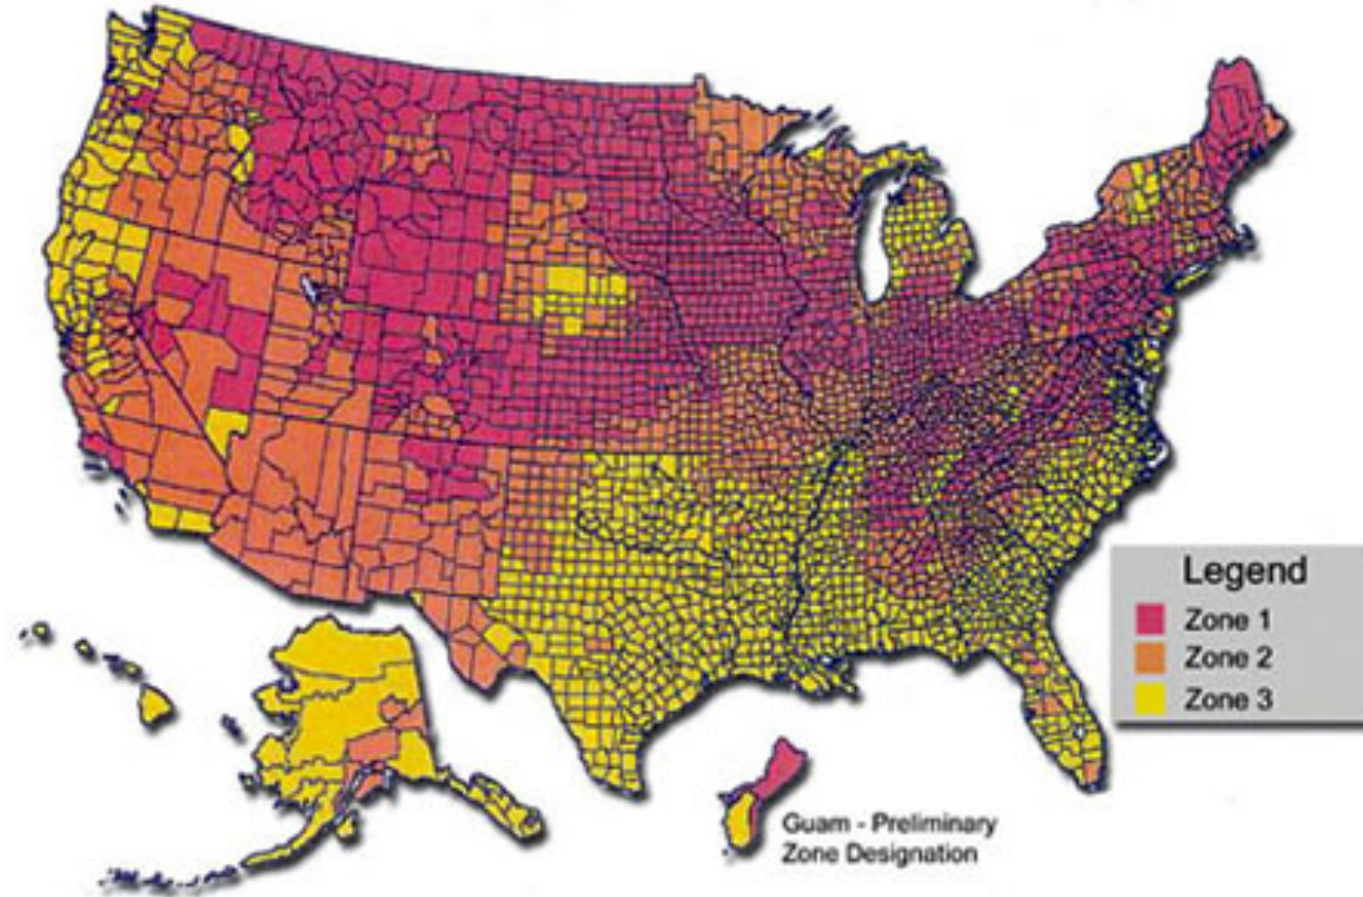 Legend
Zone 1
Zone 2
Zone 3
Guam - Preliminary
Zone Designation